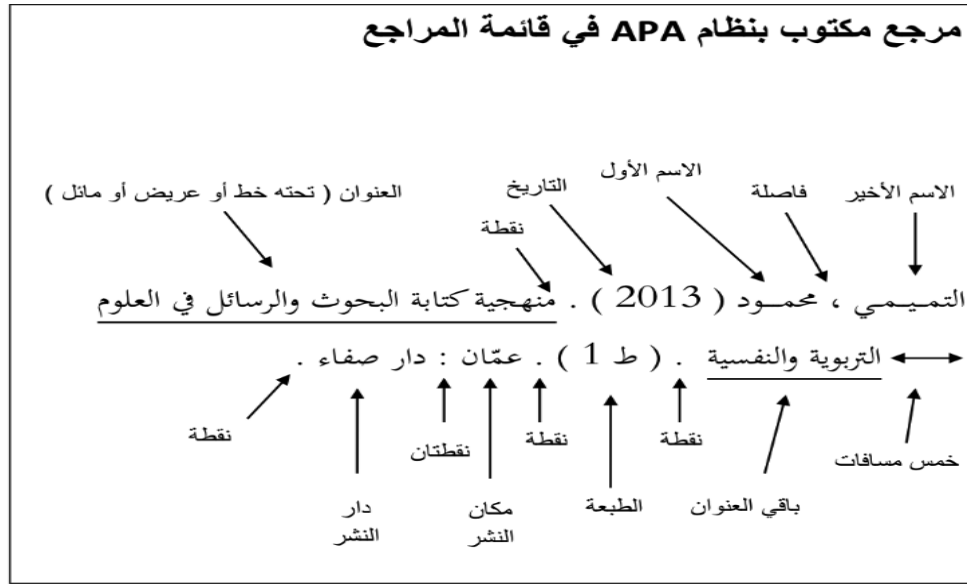 مرجع مكتوب بنظام APA في قائمة المراجع
الاسم الأول
الاسم الأخير
فاصلة
التاريخ
العنوان ( تحته خط أو عريض أو مائل )
نقطة
التميـمـي ، محمـــود ( 2013 ) . منهجية كتابة البحوث والرسائل في العلوم
التربوية والنفسية . ( ط 1 ) . عمّان : دار صفاء .
نقطة
نقطة
نقطتان
نقطة
خمس مسافات
باقي العنوان
الطبعة
مكان
النشر
دار
النشر